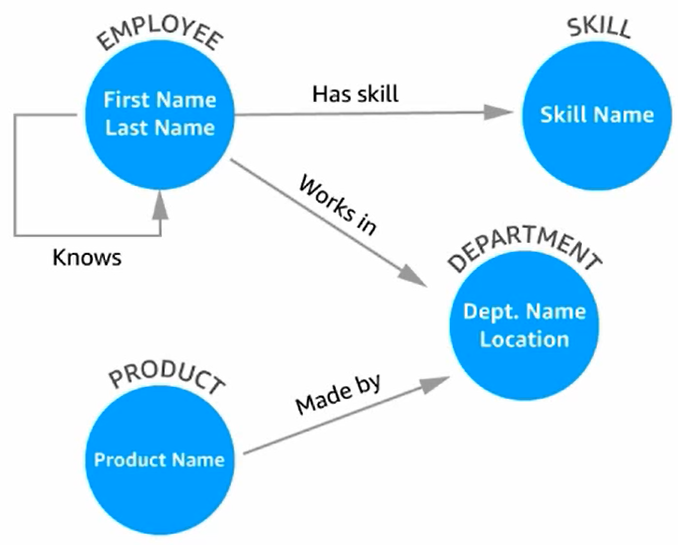 EMPLOYEE
First Name
Last Name
Has skill
SKILL
Skill Name
Knows
Works in
DEPARTMENT
Dept. Name
Location
PRODUCT
Product Name
Made by